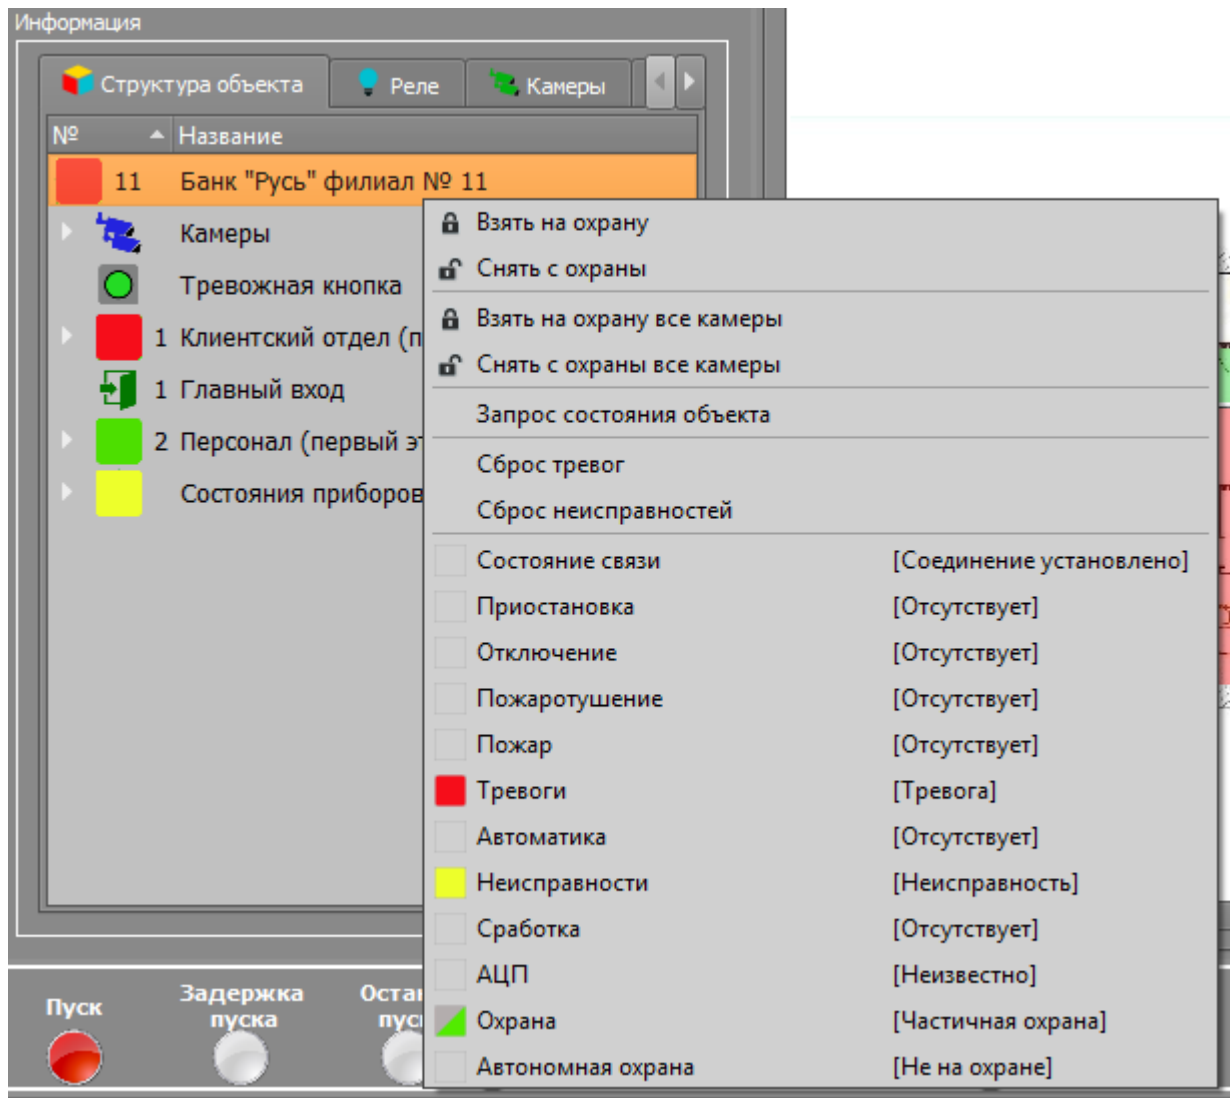 Информация
Структура объекта Реле Камеры
№ Название
11 Банк "Русь" филиал № 11
Камеры
Тревожная кнопка
1 Клиентский отдел (п
1 Главный вход
2 Персонал (первый э
Состояния приборов
Взять на охрану
Снять с охраны
Взять на охрану все камеры
Снять с охраны все камеры
Запрос состояния объекта
Сброс тревог
Сброс неисправностей
Состояние связи [Соединение установлено]
Приостановка [Отсутствует]
Отключение [Отсутствует]
Пожаротушение [Отсутствует]
Пожар [Отсутствует]
Тревоги [Тревога]
Автоматика [Отсутствует]
Неисправности [Неисправность]
Сработка [Отсутствует]
АЦП [Неизвестно]
Охрана [Частичная охрана]
Автономная охрана [Не на охране]
Пуск
Задержка
пуска